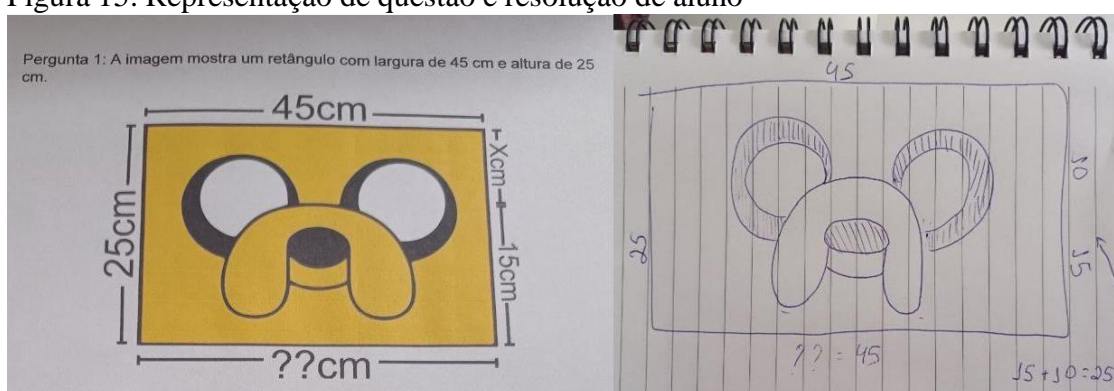 Figura 13: Representação de questão e resolução de aluno
Pergunta 1: A imagem mostra um retângulo com largura de 45 cm e altura de 25
cm.
45cm
25cm
Xcm
15cm
??cm
45
25
10
15
?? = 45
15+10=25